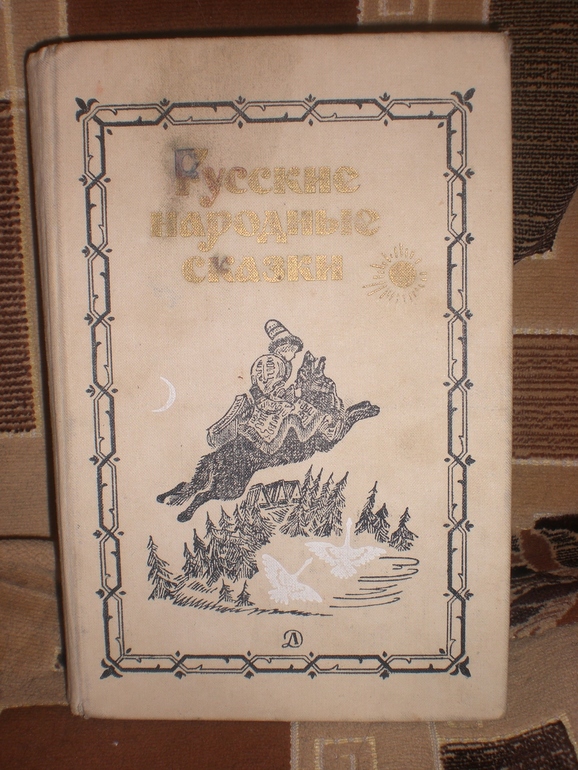 Русские
народные
сказки
Д